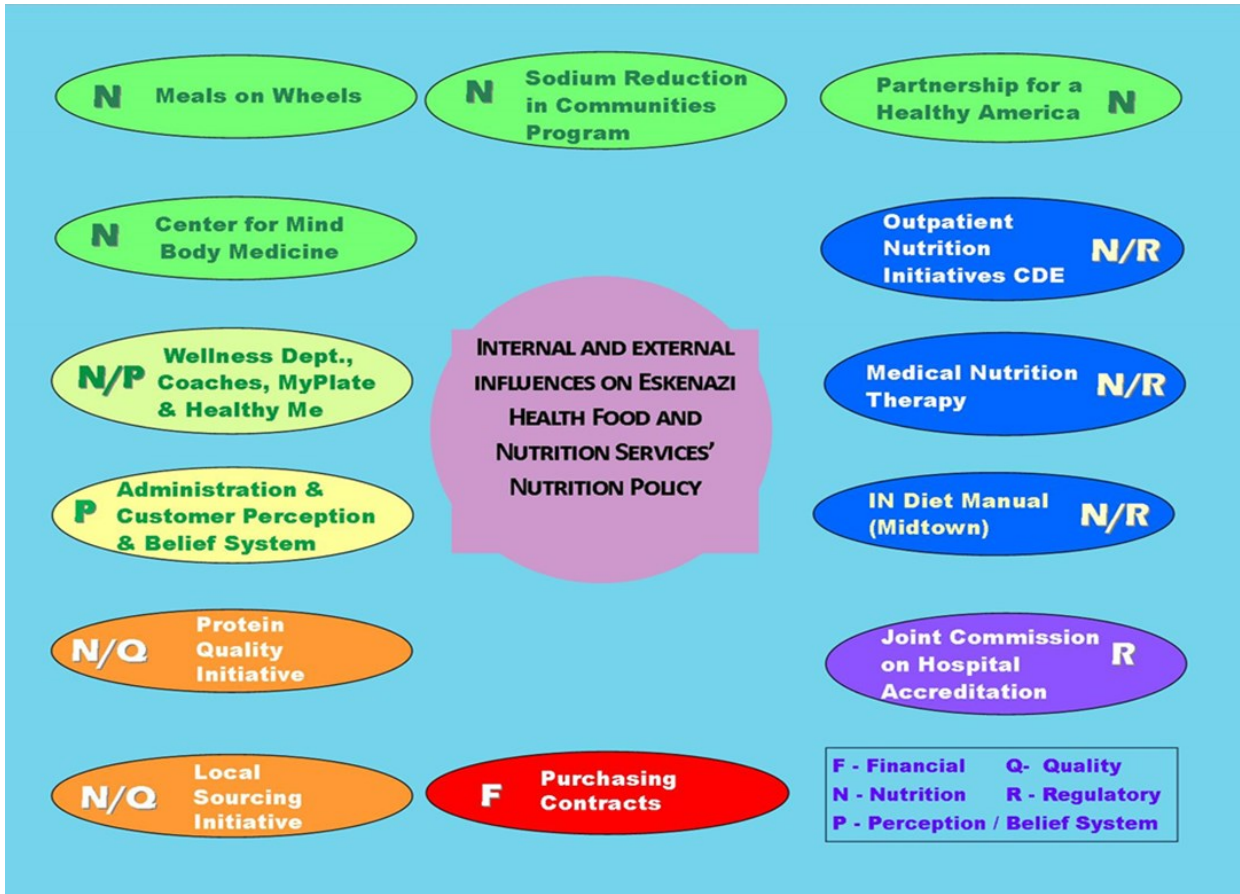 N Meals on Wheels
N Sodium Reduction
in Communities
Program
Partnership for a
Healthy America N
N Center for Mind
Body Medicine
Outpatient
Nutrition
Initiatives CDE
N/R
N/P Wellness Dept.,
Coaches, MyPlate
& Healthy Me
INTERNAL AND EXTERNAL
INFLUENCES ON ESKENAZI
HEALTH FOOD AND
NUTRITION SERVICES’
NUTRITION POLICY
Medical Nutrition
Therapy
N/R
P Administration &
Customer Perception
& Belief System
IN Diet Manual
(Midtown)
N/R
N/Q Protein
Quality
Initiative
Joint Commission
on Hospital
Accreditation
R
N/Q Local
Sourcing
Initiative
F Purchasing
Contracts
F - Financial Q- Quality
N - Nutrition R - Regulatory
P - Perception / Belief System